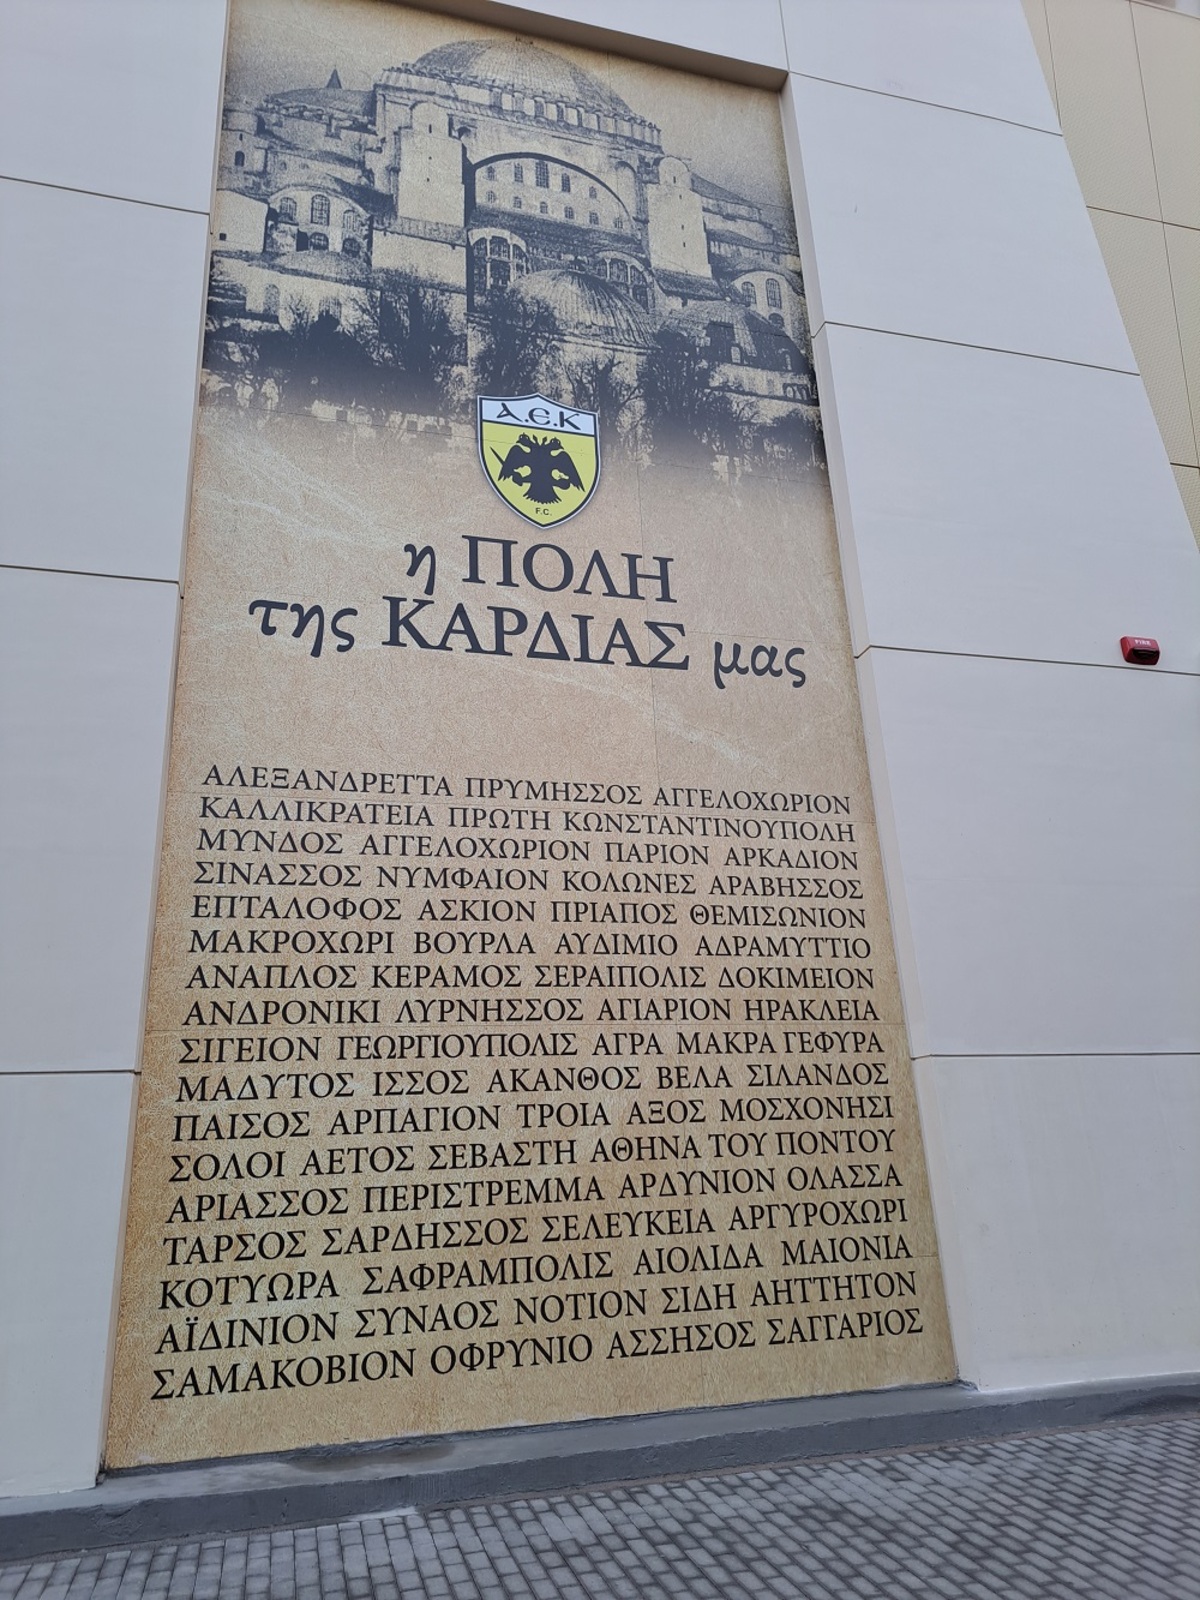 Α.Ε.Κ
F.C.
η ΠΟΛΗ
της ΚΑΡΔΙΑΣ μας
ΑΛΕΞΑΝΔΡΕΤΤΑ ΠΡΥΜΗΣΣΟΣ ΑΓΓΕΛΟΧΩΡΙΟΝ
ΚΑΛΛΙΚΡΑΤΕΙΑ ΠΡΩΤΗ ΚΩΝΣΤΑΝΤΙΝΟΥΠΟΛΗ
ΜΥΝΔΟΣ ΑΓΓΕΛΟΧΩΡΙΟΝ ΠΑΡΙΟΝ ΑΡΚΑΔΙΟΝ
ΣΙΝΑΣΣΟΣ ΝΥΜΦΑΙΟΝ ΚΟΛΩΝΕΣ ΑΡΑΒΗΣΣΟΣ
ΕΠΤΑΛΟΦΟΣ ΑΣΚΙΟΝ ΠΡΙΑΠΟΣ ΘΕΜΙΣΩΝΙΟΝ
ΜΑΚΡΟΧΩΡΙ ΒΟΥΡΛΑ ΑΥΔΙΜΙΟ ΑΔΡΑΜΥΤΤΙΟ
ΑΝΑΠΛΟΣ ΚΕΡΑΜΟΣ ΣΕΡΑΙΠΟΛΙΣ ΔΟΚΙΜΕΙΟΝ
ΑΝΔΡΟΝΙΚΙ ΛΥΡΝΗΣΣΟΣ ΑΓΙΑΡΙΟΝ ΗΡΑΚΛΕΙΑ
ΣΙΓΕΙΟΝ ΓΕΩΡΓΙΟΥΠΟΛΙΣ ΑΓΡΑ ΜΑΚΡΑ ΓΕΦΥΡΑ
ΜΑΔΥΤΟΣ ΙΣΣΟΣ ΑΚΑΝΘΟΣ ΒΕΛΑ ΣΙΛΑΝΔΟΣ
ΠΑΙΣΟΣ ΑΡΠΑΓΙΟΝ ΤΡΟΙΑ ΑΞΟΣ ΜΟΣΧΟΝΗΣΙ
ΣΟΛΟΙ ΑΕΤΟΣ ΣΕΒΑΣΤΗ ΑΘΗΝΑ ΤΟΥ ΠΟΝΤΟΥ
ΑΡΙΑΣΣΟΣ ΠΕΡΙΣΤΡΕΜΜΑ ΑΡΔΥΝΙΟΝ ΟΛΑΣΣΑ
ΤΑΡΣΟΣ ΣΑΡΔΗΣΣΟΣ ΣΕΛΕΥΚΕΙΑ ΑΡΓΥΡΟΧΩΡΙ
ΚΟΤΥΩΡΑ ΣΑΦΡΑΜΠΟΛΙΣ ΑΙΟΛΙΔΑ ΜΑΙΟΝΙΑ
ΑΪΔΙΝΙΟΝ ΣΥΝΑΟΣ ΝΟΤΙΟΝ ΣΙΔΗ ΑΗΤΤΗΤΟΝ
ΣΑΜΑΚΟΒΙΟΝ ΟΦΡΥΝΙΟ ΑΣΣΗΣΟΣ ΣΑΓΓΑΡΙΟΣ
FIRE